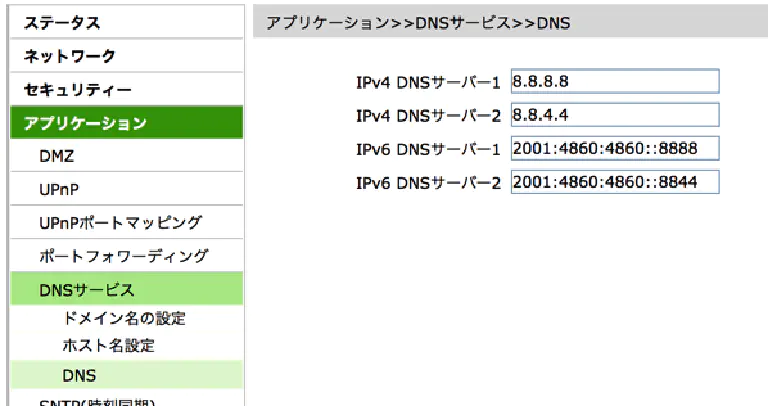 ステータス
ネットワーク
セキュリティー
アプリケーション
DMZ
UPnP
UPnPポートマッピング
ポートフォワーディング
DNSサービス
ドメイン名の設定
ホスト名設定
DNS
SNTP(時刻同期)
アプリケーション>>DNSサービス>>DNS
IPv4 DNSサーバー1 8.8.8.8
IPv4 DNSサーバー2 8.8.4.4
IPv6 DNSサーバー1 2001:4860:4860::8888
IPv6 DNSサーバー2 2001:4860:4860::8844